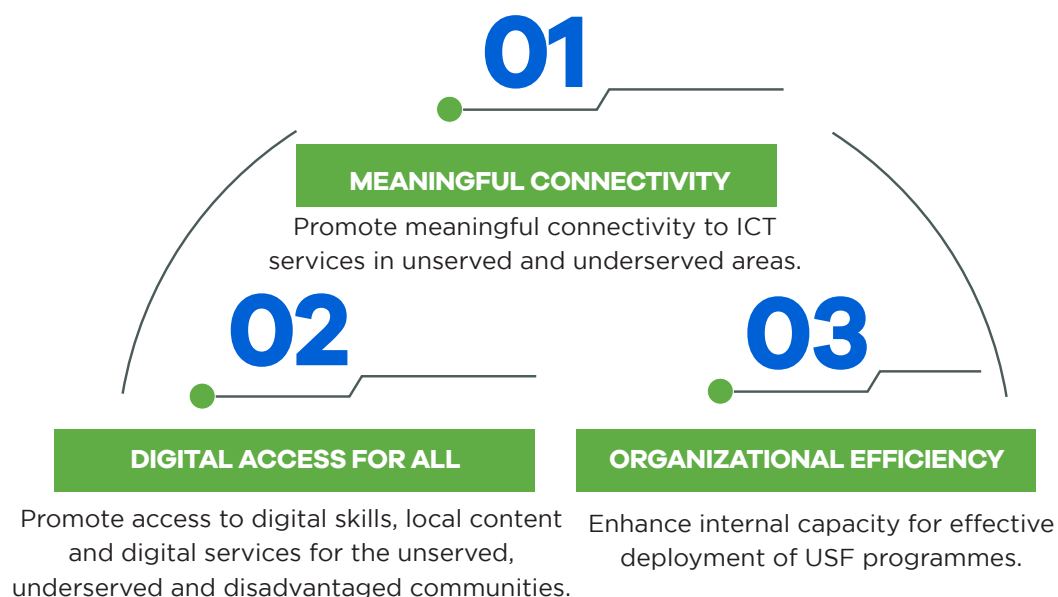 01
MEANINGFUL CONNECTIVITY
Promote meaningful connectivity to ICT
services in unserved and underserved areas.
02
DIGITAL ACCESS FOR ALL
Promote access to digital skills, local content
and digital services for the unserved,
underserved and disadvantaged communities.
03
ORGANIZATIONAL EFFICIENCY
Enhance internal capacity for effective
deployment of USF programmes.